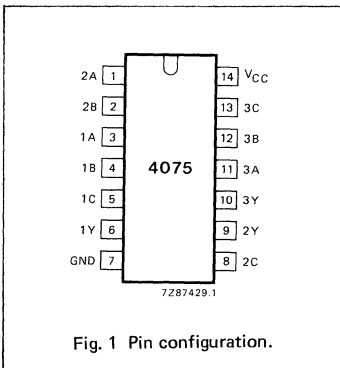 2A 1 14 VCC
2B 2 13 3C
1A 3 12 3B
1B 4 4075 11 3A
1C 5 10 3Y
1Y 6 9 2Y
GND 7 8 2C
7Z87429.1
Fig. 1 Pin configuration.